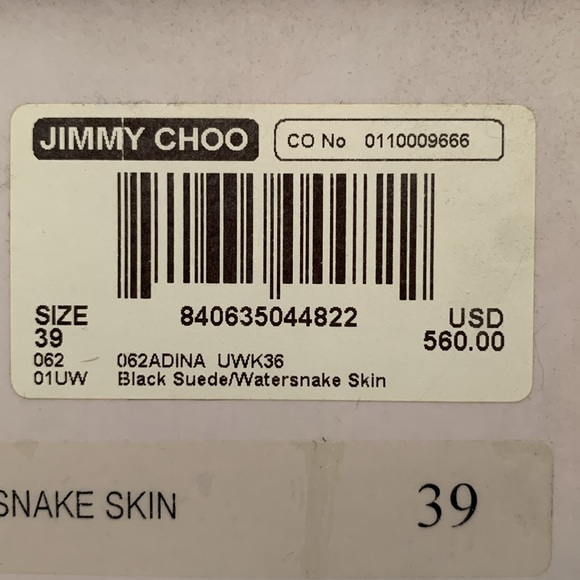 JIMMY CHOO CO No 0110009666
840635044822
SIZE USD
39 560.00
062 062ADINA UWK36
01UW Black Suede/Watersnake Skin
SNAKE SKIN 39